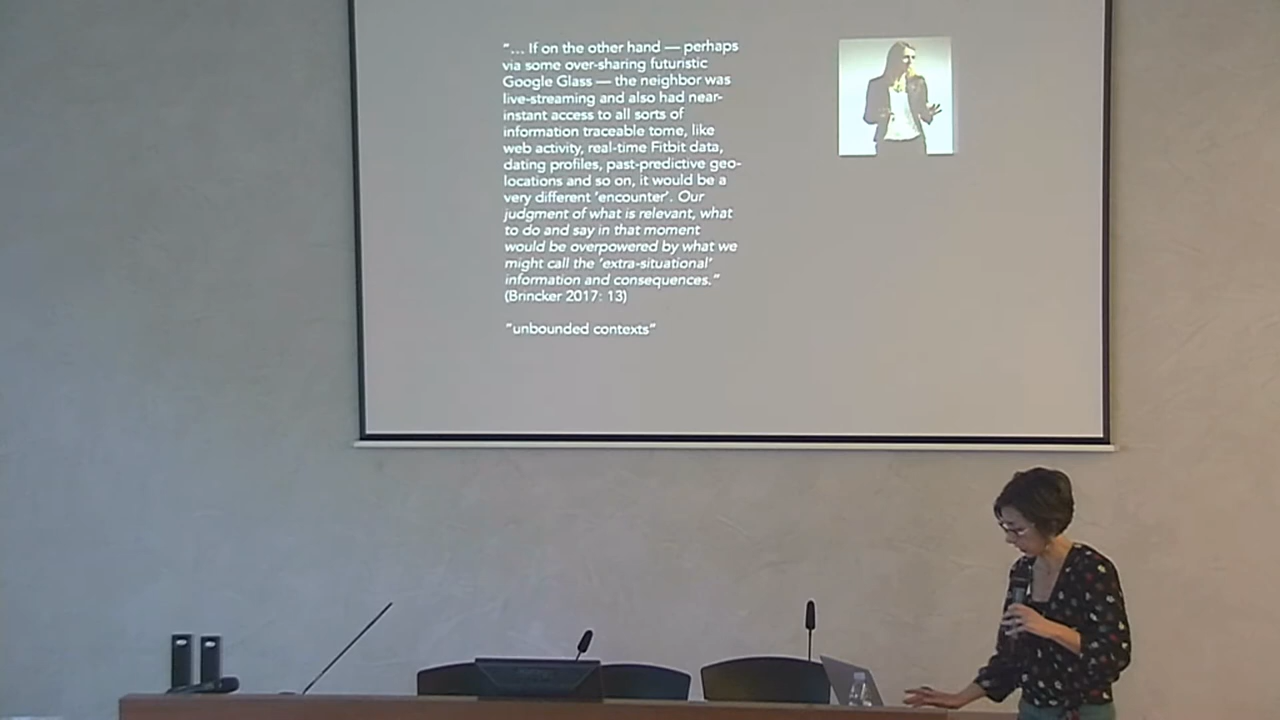 "... If on the other hand — perhaps
via some over-sharing futuristic
Google Glass — the neighbor was
live-streaming and also had near-
instant access to all sorts of
information traceable tome, like
web activity, real-time Fitbit data,
dating profiles, past-predictive geo-
locations and so on, it would be a
very different 'encounter'. Our
judgment of what is relevant, what
to do and say in that moment
would be overpowered by what we
might call the 'extra-situational'
information and consequences."
(Brincker 2017: 13)
"unbounded contexts"